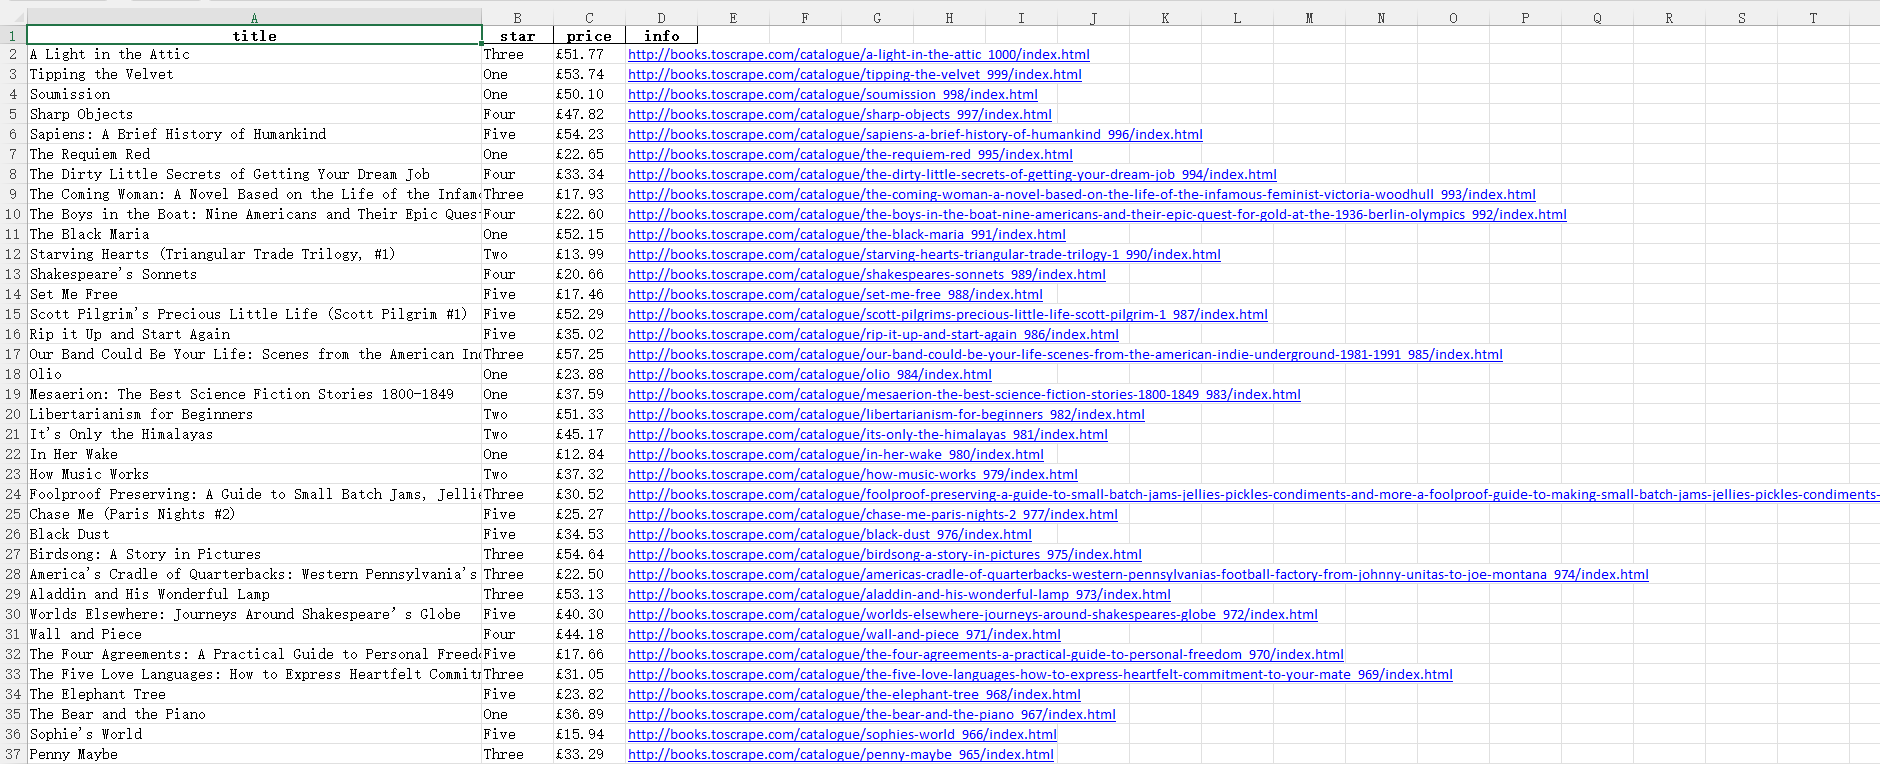 A B C D E F G H I J K L M N O P Q R S T
1 title star price info
2 A Light in the Attic Three £51.77 http://books.toscrape.com/catalogue/a-light-in-the-attic_1000/index.html
3 Tipping the Velvet One £53.74 http://books.toscrape.com/catalogue/tipping-the-velvet_999/index.html
4 Soumission One £50.10 http://books.toscrape.com/catalogue/soumission_998/index.html
5 Sharp Objects Four £47.82 http://books.toscrape.com/catalogue/sharp-objects_997/index.html
6 Sapiens: A Brief History of Humankind Five £54.23 http://books.toscrape.com/catalogue/sapiens-a-brief-history-of-humankind_996/index.html
7 The Requiem Red One £22.65 http://books.toscrape.com/catalogue/the-requiem-red_995/index.html
8 The Dirty Little Secrets of Getting Your Dream Job Four £33.34 http://books.toscrape.com/catalogue/the-dirty-little-secrets-of-getting-your-dream-job_994/index.html
9 The Coming Woman: A Novel Based on the Life of the Infam Three £17.93 http://books.toscrape.com/catalogue/the-coming-woman-a-novel-based-on-the-life-of-the-infamous-feminist-victoria-woodhull_993/index.html
10 The Boys in the Boat: Nine Americans and Their Epic Ques Four £22.60 http://books.toscrape.com/catalogue/the-boys-in-the-boat-nine-americans-and-their-epic-quest-for-gold-at-the-1936-berlin-olympics_992/index.html
11 The Black Maria One £52.15 http://books.toscrape.com/catalogue/the-black-maria_991/index.html
12 Starving Hearts (Triangular Trade Trilogy, #1) Two £13.99 http://books.toscrape.com/catalogue/starving-hearts-triangular-trade-trilogy-1_990/index.html
13 Shakespeare's Sonnets Four £20.66 http://books.toscrape.com/catalogue/shakespeares-sonnets_989/index.html
14 Set Me Free Five £17.46 http://books.toscrape.com/catalogue/set-me-free_988/index.html
15 Scott Pilgrim's Precious Little Life (Scott Pilgrim #1) Five £52.29 http://books.toscrape.com/catalogue/scott-pilgrims-precious-little-life-scott-pilgrim-1_987/index.html
16 Rip it Up and Start Again Five £35.02 http://books.toscrape.com/catalogue/rip-it-up-and-start-again_986/index.html
17 Our Band Could Be Your Life: Scenes from the American In Three £57.25 http://books.toscrape.com/catalogue/our-band-could-be-your-life-scenes-from-the-american-indie-underground-1981-1991_985/index.html
18 Olio One £23.88 http://books.toscrape.com/catalogue/olio_984/index.html
19 Mesaerion: The Best Science Fiction Stories 1800-1849 One £37.59 http://books.toscrape.com/catalogue/mesaerion-the-best-science-fiction-stories-1800-1849_983/index.html
20 Libertarianism for Beginners Two £51.33 http://books.toscrape.com/catalogue/libertarianism-for-beginners_982/index.html
21 It's Only the Himalayas Two £45.17 http://books.toscrape.com/catalogue/its-only-the-himalayas_981/index.html
22 In Her Wake One £12.84 http://books.toscrape.com/catalogue/in-her-wake_980/index.html
23 How Music Works Two £37.32 http://books.toscrape.com/catalogue/how-music-works_979/index.html
24 Foolproof Preserving: A Guide to Small Batch Jams, Jelli Three £30.52 http://books.toscrape.com/catalogue/foolproof-preserving-a-guide-to-small-batch-jams-jellies-pickles-condiments-and-more-a-foolproof-guide-to-making-small-batch-jams-jellies-pickles-condiments-
25 Chase Me (Paris Nights #2) Five £25.27 http://books.toscrape.com/catalogue/chase-me-paris-nights-2_977/index.html
26 Black Dust Five £34.53 http://books.toscrape.com/catalogue/black-dust_976/index.html
27 Birdsong: A Story in Pictures Three £54.64 http://books.toscrape.com/catalogue/birdsong-a-story-in-pictures_975/index.html
28 America's Cradle of Quarterbacks: Western Pennsylvania's Three £22.50 http://books.toscrape.com/catalogue/americas-cradle-of-quarterbacks-western-pennsylvanias-football-factory-from-johnny-unitas-to-joe-montana_974/index.html
29 Aladdin and His Wonderful Lamp Three £53.13 http://books.toscrape.com/catalogue/aladdin-and-his-wonderful-lamp_973/index.html
30 Worlds Elsewhere: Journeys Around Shakespeare’s Globe Five £40.30 http://books.toscrape.com/catalogue/worlds-elsewhere-journeys-around-shakespeares-globe_972/index.html
31 Wall and Piece Four £44.18 http://books.toscrape.com/catalogue/wall-and-piece_971/index.html
32 The Four Agreements: A Practical Guide to Personal Freed Five £17.66 http://books.toscrape.com/catalogue/the-four-agreements-a-practical-guide-to-personal-freedom_970/index.html
33 The Five Love Languages: How to Express Heartfelt Commit Three £31.05 http://books.toscrape.com/catalogue/the-five-love-languages-how-to-express-heartfelt-commitment-to-your-mate_969/index.html
34 The Elephant Tree Five £23.82 http://books.toscrape.com/catalogue/the-elephant-tree_968/index.html
35 The Bear and the Piano One £36.89 http://books.toscrape.com/catalogue/the-bear-and-the-piano_967/index.html
36 Sophie's World Five £15.94 http://books.toscrape.com/catalogue/sophies-world_966/index.html
37 Penny Maybe Three £33.29 http://books.toscrape.com/catalogue/penny-maybe_965/index.html